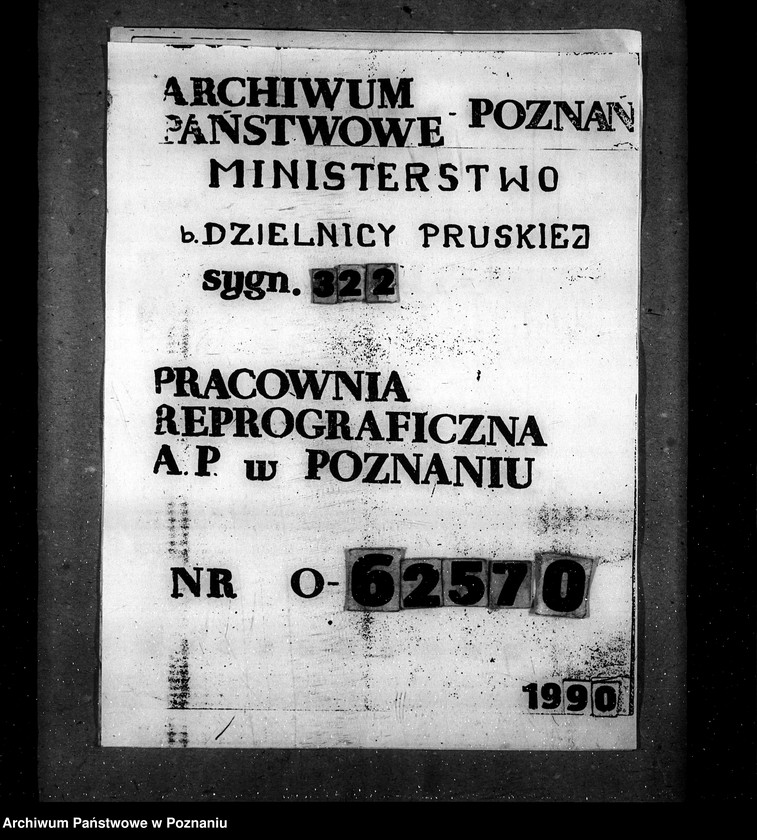 ARCHIWUM
PAŃSTWOWE - POZNAŃ
MINISTERSTWO
b. DZIELNICY PRUSKIEJ
sygn. 322
PRACOWNIA
REPROGRAFICZNA
A.P. w POZNANIU
NR O-62570
1990
Archiwum Państwowe w Poznaniu